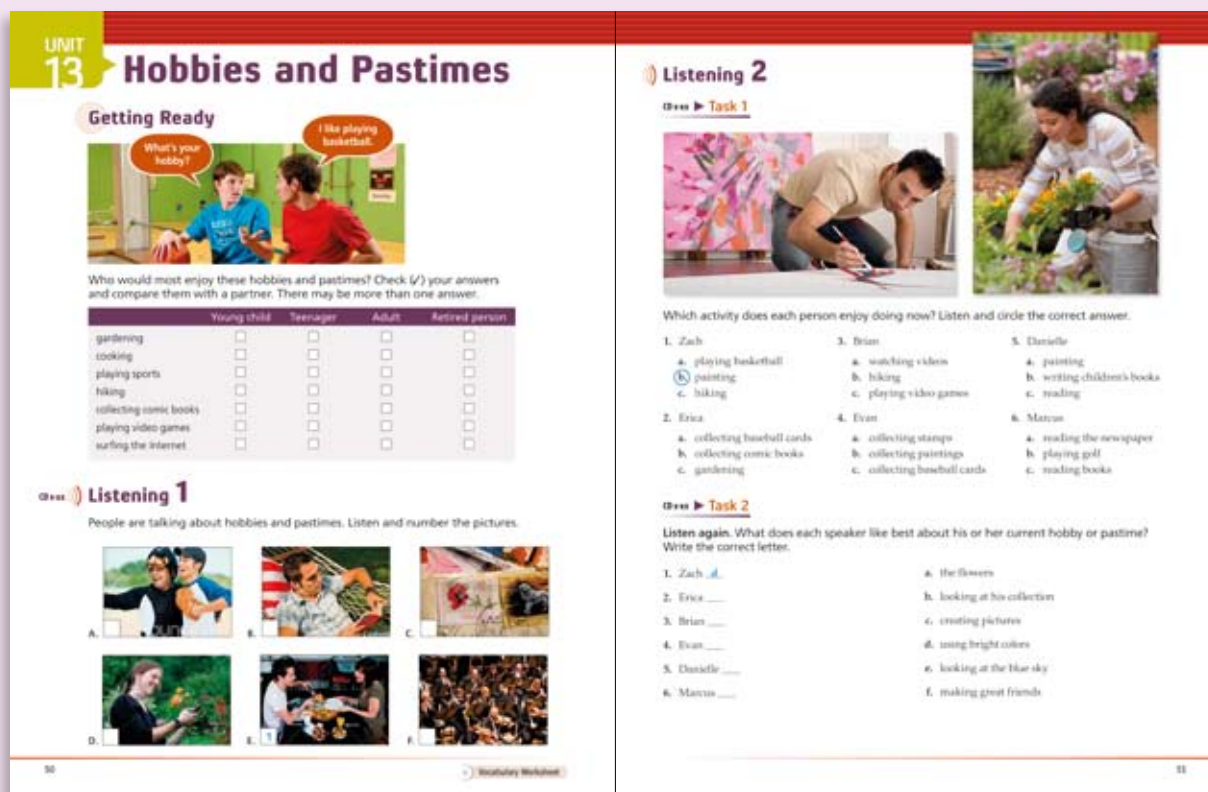 UNIT
13
Hobbies and Pastimes
Getting Ready
What's your
hobby?
I like playing
basketball.
Who would most enjoy these hobbies and pastimes? Check (✓) your answers
and compare them with a partner. There may be more than one answer.
Young child Teenager Adult Retired person
gardening
cooking
playing sports
hiking
collecting comic books
playing video games
surfing the Internet
Listening 1
People are talking about hobbies and pastimes. Listen and number the pictures.
A. B. C.
D. E. 1 F.
50
Vocabulary Worksheet
Listening 2
▶ Task 1
Which activity does each person enjoy doing now? Listen and circle the correct answer.
1. Zach
a. playing basketball
b. painting
c. hiking
2. Erica
a. collecting baseball cards
b. collecting comic books
c. gardening
3. Brian
a. watching videos
b. hiking
c. playing video games
4. Evan
a. collecting stamps
b. collecting paintings
c. collecting baseball cards
5. Danielle
a. painting
b. writing children's books
c. reading
6. Marcus
a. reading the newspaper
b. playing golf
c. reading books
▶ Task 2
Listen again. What does each speaker like best about his or her current hobby or pastime?
Write the correct letter.
1. Zach d
2. Erica ___
3. Brian ___
4. Evan ___
5. Danielle ___
6. Marcus ___
a. the flowers
b. looking at his collection
c. creating pictures
d. using bright colors
e. looking at the blue sky
f. making great friends
51